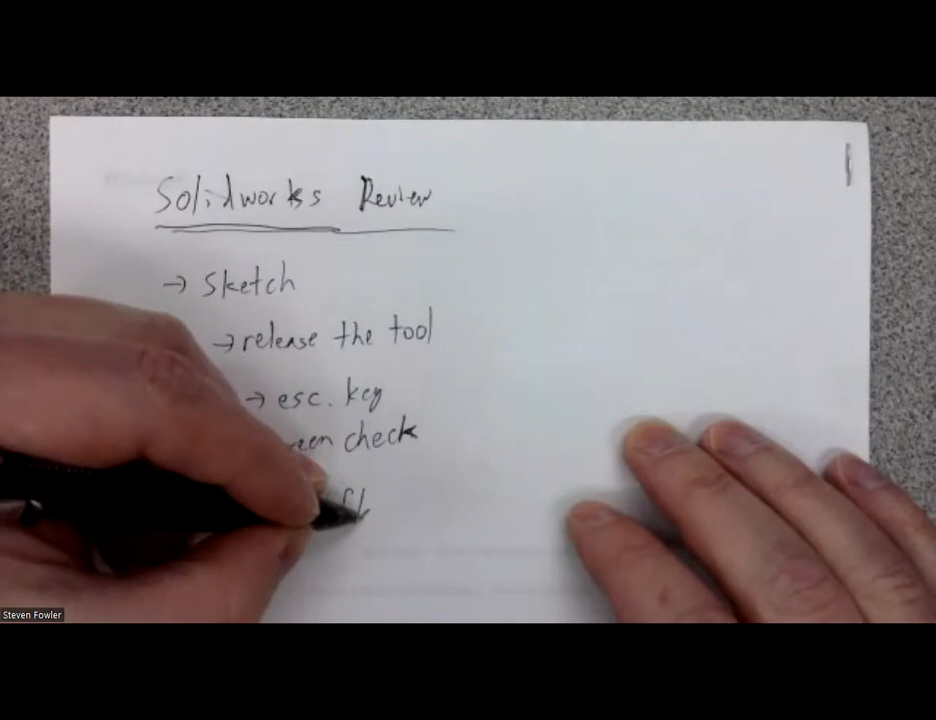 Solidworks Review
→ Sketch
→ release the tool
→ esc. key
check
Steven Fowler